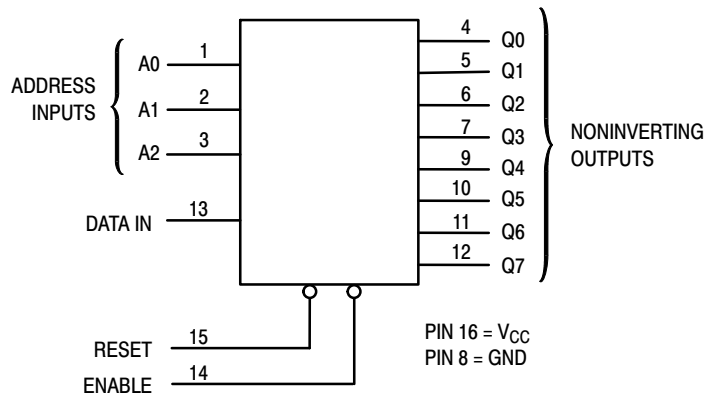 ADDRESS
INPUTS
A0 1
A1 2
A2 3
DATA IN 13
4 Q0
5 Q1
6 Q2
7 Q3
9 Q4
10 Q5
11 Q6
12 Q7
NONINVERTING
OUTPUTS
RESET 15
ENABLE 14
PIN 16 = VCC
PIN 8 = GND